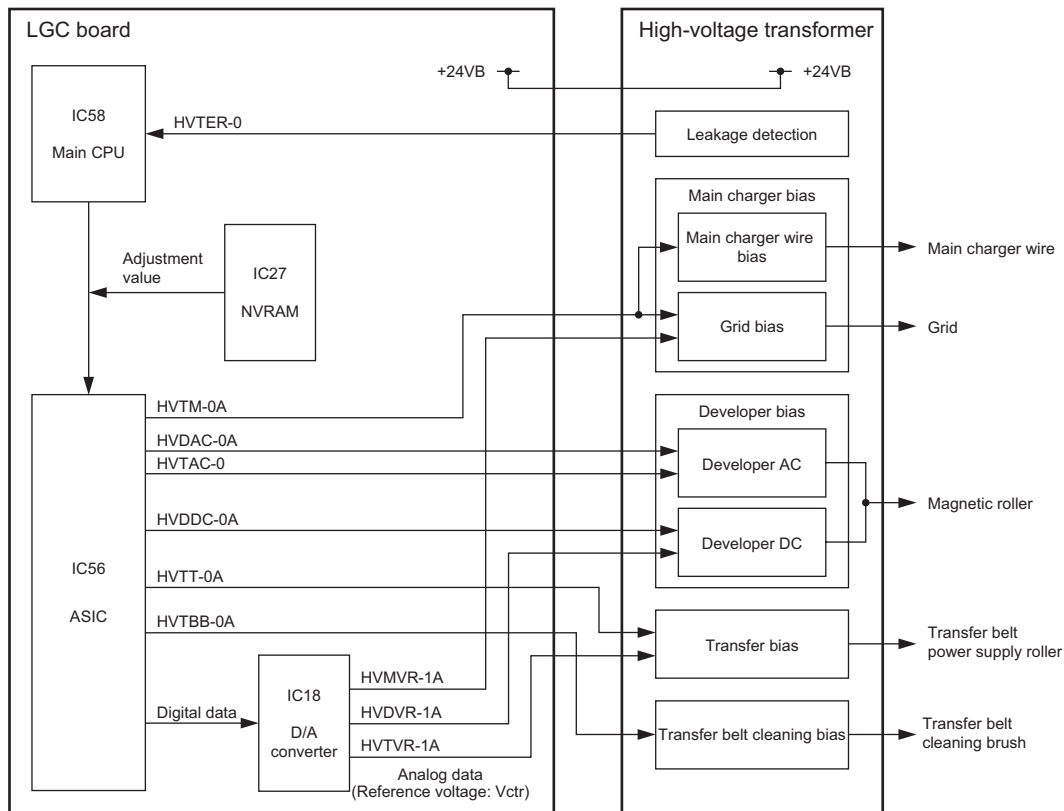 LGC board
High-voltage transformer
+24VB
+24VB
IC58
Main CPU
HVTER-0
Leakage detection
Main charger bias
Main charger wire
bias
Main charger wire
Adjustment
value
IC27
NVRAM
Grid bias
Grid
HVTM-0A
HVDAC-0A
HVTAC-0
HVDDC-0A
HVTT-0A
HVTBB-0A
IC56
ASIC
Developer bias
Developer AC
Developer DC
Magnetic roller
Transfer bias
Transfer belt
power supply roller
Digital data
IC18
D/A
converter
HVMVR-1A
HVDVR-1A
HVTVR-1A
Analog data
(Reference voltage: Vctr)
Transfer belt cleaning bias
Transfer belt
cleaning brush